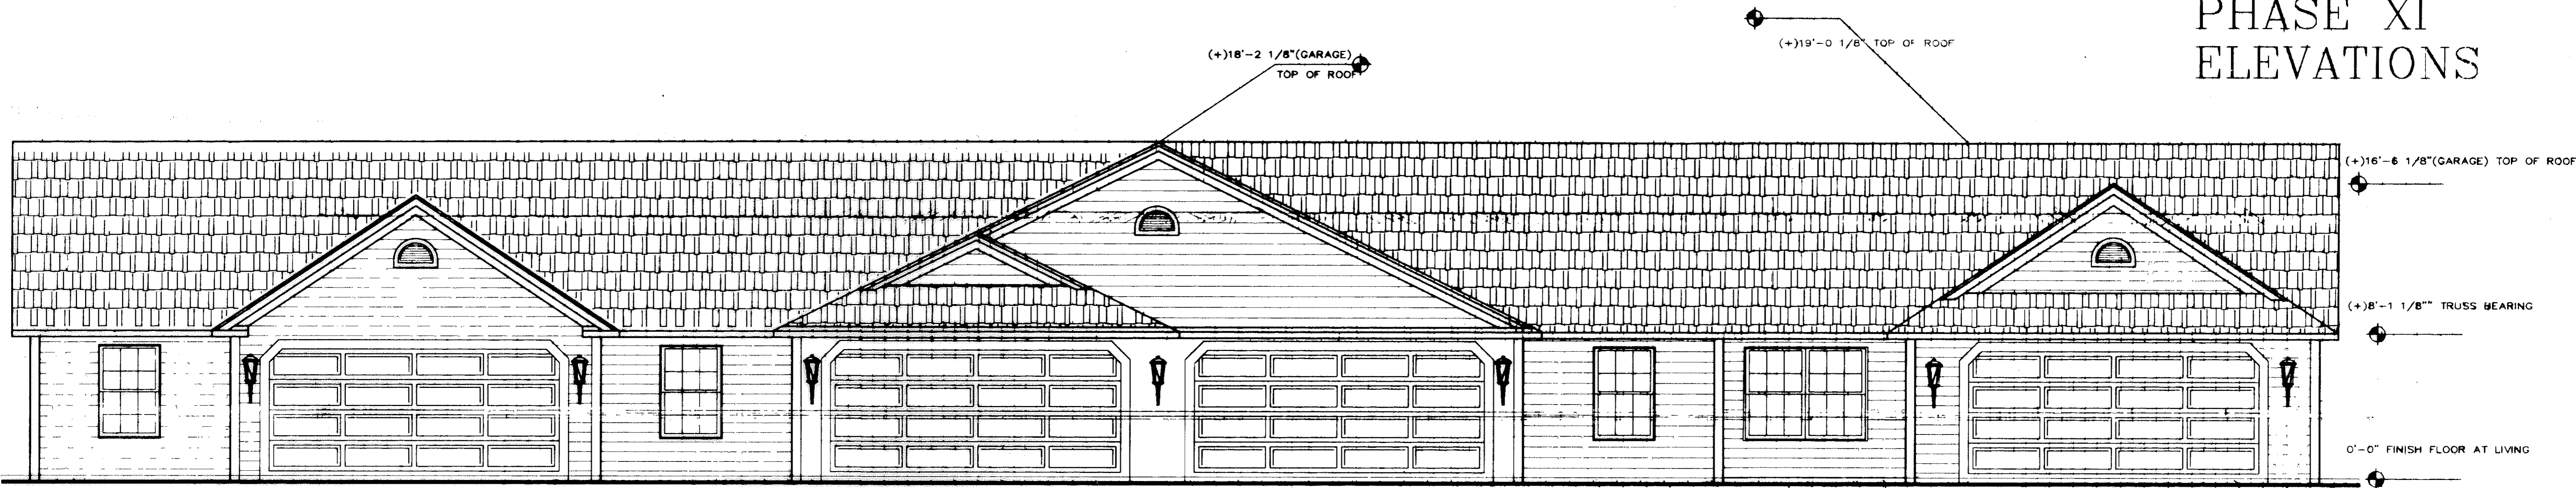 PHASE XI
ELEVATIONS
(+)18'-2 1/8"(GARAGE)
TOP OF ROOF
(+)19'-0 1/8" TOP OF ROOF
(+)16'-6 1/8"(GARAGE) TOP OF ROOF
(+)8'-1 1/8"" TRUSS BEARING
0'-0" FINISH FLOOR AT LIVING